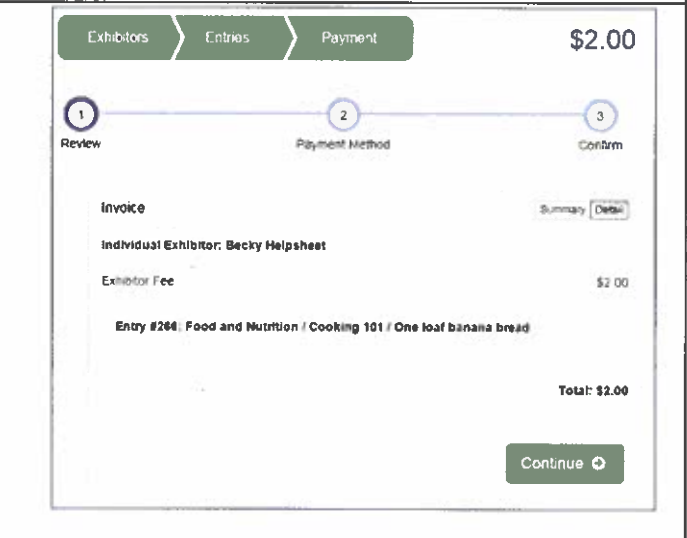 Exhibitors Entries Payment $2.00
1 2 3
Review Payment Method Confirm
Invoice Summary Detail
Individual Exhibitor: Becky Helpsheet
Exhibitor Fee $2.00
Entry #266: Food and Nutrition / Cooking 101 / One loaf banana bread
Total: $2.00
Continue